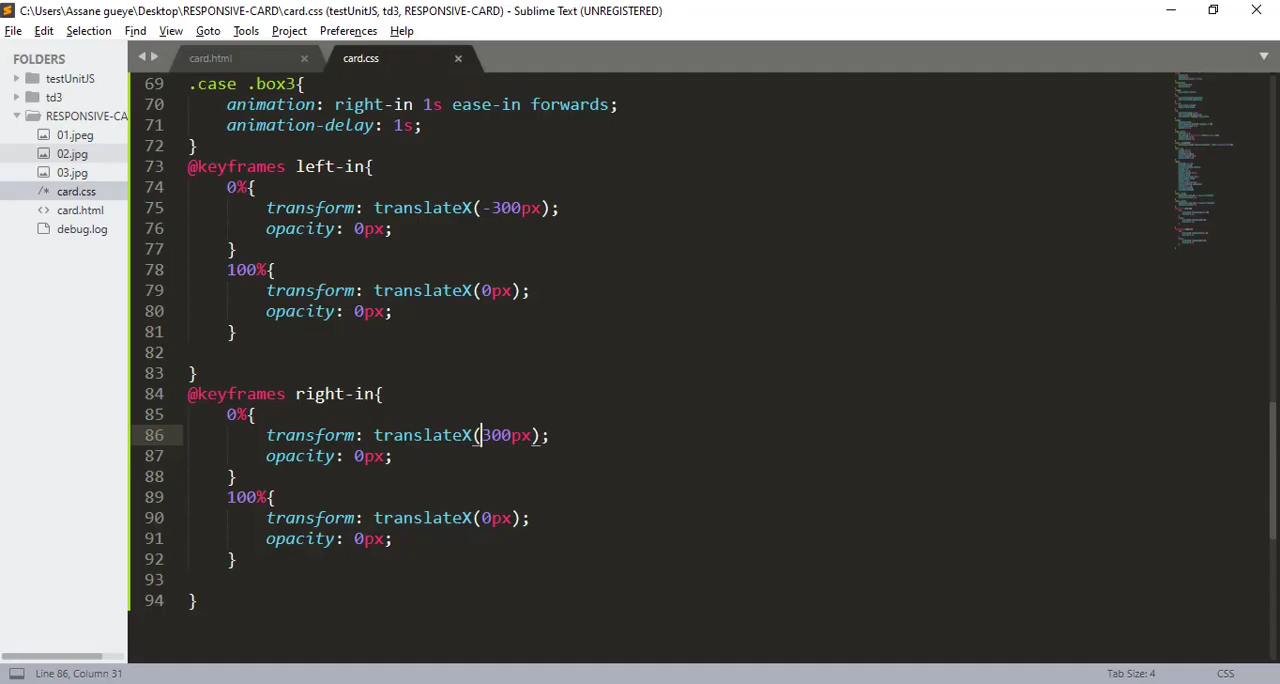 C:\Users\Assane gueye\Desktop\RESPONSIVE-CARD\card.css (testUnitJS, td3, RESPONSIVE-CARD) - Sublime Text (UNREGISTERED)
File Edit Selection Find View Goto Tools Project Preferences Help
FOLDERS
testUnitJS
td3
RESPONSIVE-CA
01.jpeg
02.jpg
03.jpg
/* card.css
<> card.html
debug.log
card.html ×
card.css ×
69 .case .box3{
70 animation: right-in 1s ease-in forwards;
71 animation-delay: 1s;
72 }
73 @keyframes left-in{
74 0%{
75 transform: translateX(-300px);
76 opacity: 0px;
77 }
78 100%{
79 transform: translateX(0px);
80 opacity: 0px;
81 }
82
83 }
84 @keyframes right-in{
85 0%{
86 transform: translateX(300px);
87 opacity: 0px;
88 }
89 100%{
90 transform: translateX(0px);
91 opacity: 0px;
92 }
93
94 }
Line 86, Column 31
Tab Size: 4
CSS